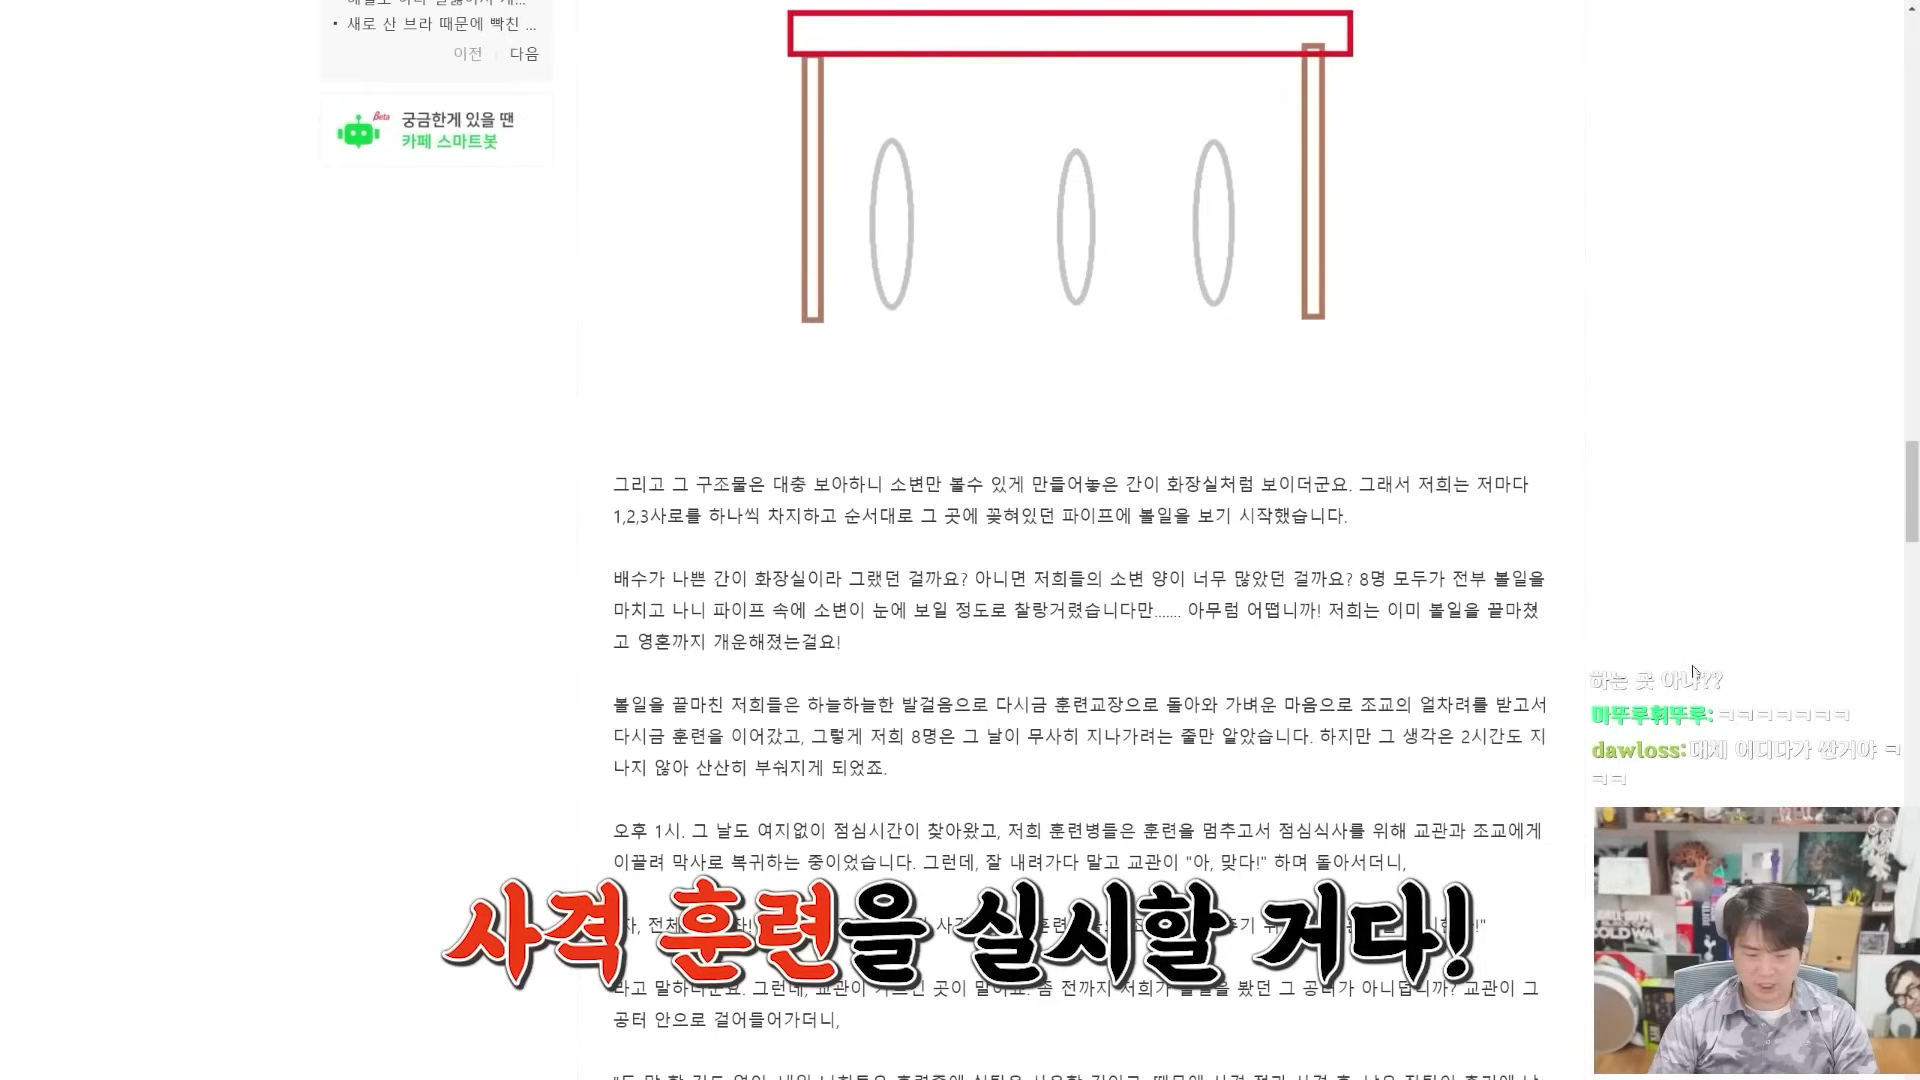 새로 산 브라 때문에 빡친 ...
이전 다음
Beta 궁금한게 있을 땐
카페 스마트봇
그리고 그 구조물은 대충 보아하니 소변만 볼수 있게 만들어놓은 간이 화장실처럼 보이더군요. 그래서 저희는 저마다
1,2,3사로를 하나씩 차지하고 순서대로 그 곳에 꽂혀있던 파이프에 볼일을 보기 시작했습니다.
배수가 나쁜 간이 화장실이라 그랬던 걸까요? 아니면 저희들의 소변 양이 너무 많았던 걸까요? 8명 모두가 전부 볼일을
마치고 나니 파이프 속에 소변이 눈에 보일 정도로 찰랑거렸습니다만....... 아무럼 어떱니까! 저희는 이미 볼일을 끝마쳤
고 영혼까지 개운해졌는걸요!
볼일을 끝마친 저희들은 하늘하늘한 발걸음으로 다시금 훈련교장으로 돌아와 가벼운 마음으로 조교의 얼차려를 받고서
다시금 훈련을 이어갔고, 그렇게 저희 8명은 그 날이 무사히 지나가려는 줄만 알았습니다. 하지만 그 생각은 2시간도 지
나지 않아 산산히 부숴지게 되었죠.
오후 1시. 그 날도 여지없이 점심시간이 찾아왔고, 저희 훈련병들은 훈련을 멈추고서 점심식사를 위해 교관과 조교에게
이끌려 막사로 복귀하는 중이었습니다. 그런데, 잘 내려가다 말고 교관이 "아, 맞다!" 하며 돌아서더니,
사격 훈련을 실시할 거다!
공터 안으로 걸어들어가더니,
하는 곳 아냐??
마뚜루휘뚜루: ㅋㅋㅋㅋㅋㅋㅋ
dawloss: 대체 어디다가 싼거야 ㅋ
ㅋㅋ
CALL OF DUTY
COLD WAR